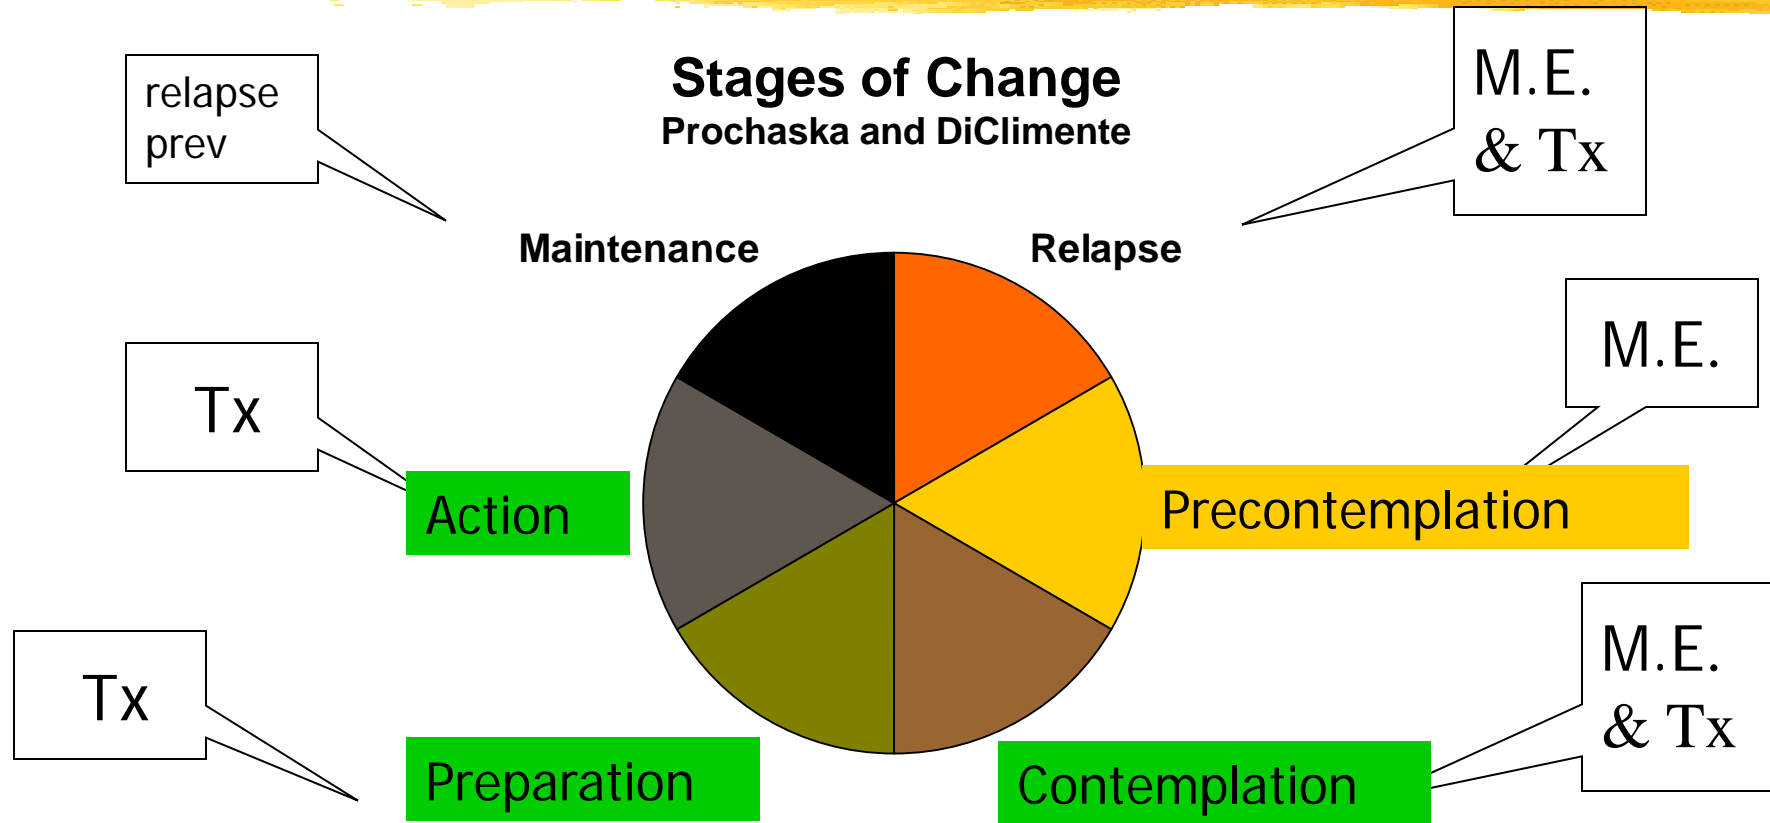 Stages of Change
Prochaska and DiClimente
relapse
prev
M.E.
& Tx
Maintenance
Relapse
M.E.
Tx
Action
Precontemplation
M.E.
& Tx
Tx
Preparation
Contemplation